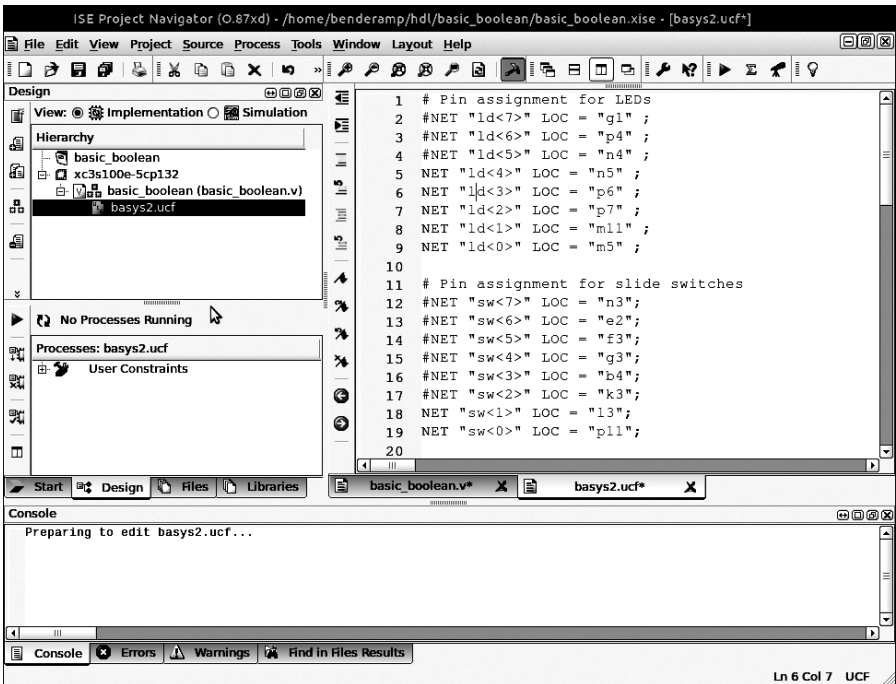 ISE Project Navigator (O.87xd) - /home/benderamp/hdl/basic_boolean/basic_boolean.xise - [basys2.ucf*]
File Edit View Project Source Process Tools Window Layout Help
Design
View: Implementation Simulation
Hierarchy
basic_boolean
xc3s100e-5cp132
basic_boolean (basic_boolean.v)
basys2.ucf
No Processes Running
Processes: basys2.ucf
User Constraints
Start Design Files Libraries
1 # Pin assignment for LEDs
2 #NET "ld<7>" LOC = "g1" ;
3 #NET "ld<6>" LOC = "p4" ;
4 #NET "ld<5>" LOC = "n4" ;
5 NET "ld<4>" LOC = "n5" ;
6 NET "ld<3>" LOC = "p6" ;
7 NET "ld<2>" LOC = "p7" ;
8 NET "ld<1>" LOC = "m11" ;
9 NET "ld<0>" LOC = "m5" ;
10
11 # Pin assignment for slide switches
12 #NET "sw<7>" LOC = "n3";
13 #NET "sw<6>" LOC = "e2";
14 #NET "sw<5>" LOC = "f3";
15 #NET "sw<4>" LOC = "g3";
16 #NET "sw<3>" LOC = "b4";
17 #NET "sw<2>" LOC = "k3";
18 NET "sw<1>" LOC = "l3";
19 NET "sw<0>" LOC = "p11";
20
basic_boolean.v* basys2.ucf*
Console
Preparing to edit basys2.ucf...
Console Errors Warnings Find in Files Results
Ln 6 Col 7 UCF